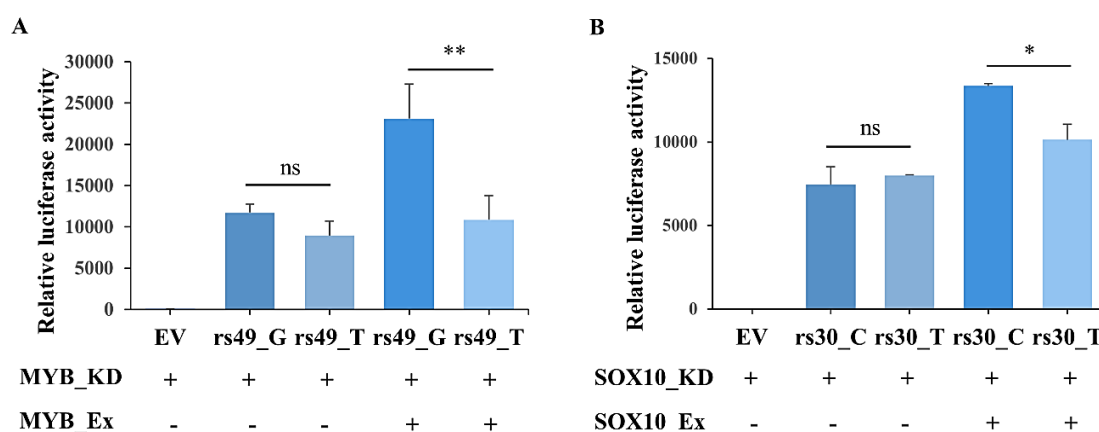 A
Relative luciferase activity
30000
25000
20000
15000
10000
5000
0
ns
**
EV rs49_G rs49_T rs49_G rs49_T
MYB_KD + + + + +
MYB_Ex - - - + +
B
Relative luciferase activity
15000
10000
5000
0
ns
*
EV rs30_C rs30_T rs30_C rs30_T
SOX10_KD + + + + +
SOX10_Ex - - - + +